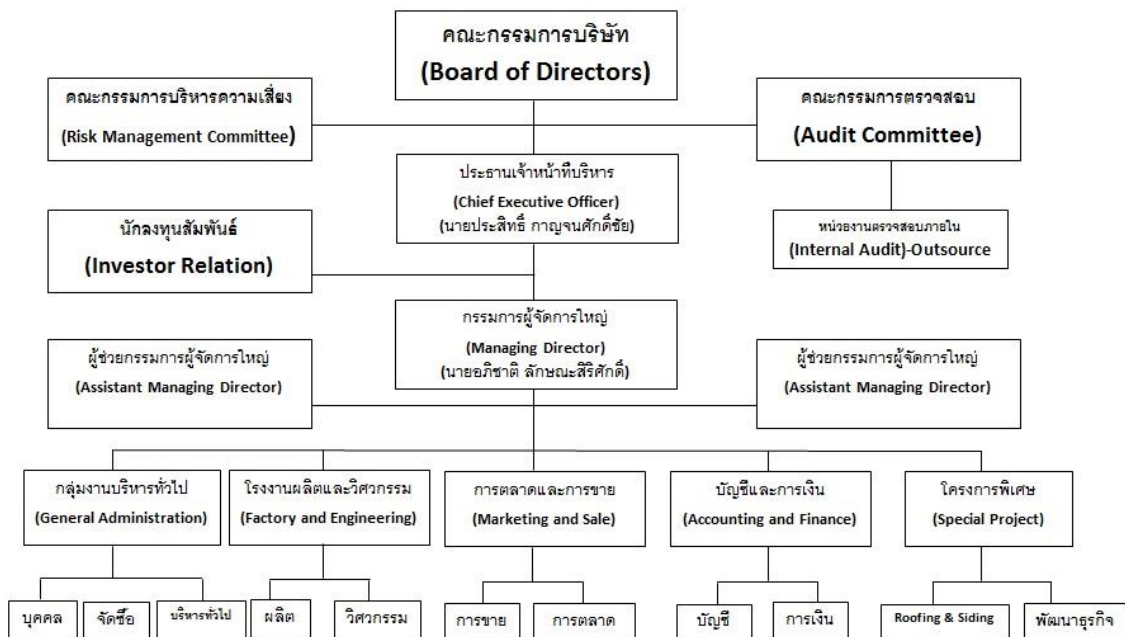 คณะกรรมการบริษัท
(Board of Directors)
คณะกรรมการบริหารความเสี่ยง
(Risk Management Committee)
คณะกรรมการตรวจสอบ
(Audit Committee)
ประธานเจ้าหน้าที่บริหาร
(Chief Executive Officer)
(นายประสิทธิ์ กาญจนศักดิ์ชัย)
นักลงทุนสัมพันธ์
(Investor Relation)
หน่วยงานตรวจสอบภายใน
(Internal Audit)-Outsource
กรรมการผู้จัดการใหญ่
(Managing Director)
(นายอภิชาติ ลักษณะสิริศักดิ์)
ผู้ช่วยกรรมการผู้จัดการใหญ่
(Assistant Managing Director)
ผู้ช่วยกรรมการผู้จัดการใหญ่
(Assistant Managing Director)
กลุ่มงานบริหารทั่วไป
(General Administration)
โรงงานผลิตและวิศวกรรม
(Factory and Engineering)
การตลาดและการขาย
(Marketing and Sale)
บัญชีและการเงิน
(Accounting and Finance)
โครงการพิเศษ
(Special Project)
บุคคล
จัดซื้อ
บริหารทั่วไป
ผลิต
วิศวกรรม
การขาย
การตลาด
บัญชี
การเงิน
Roofing & Siding
พัฒนาธุรกิจ